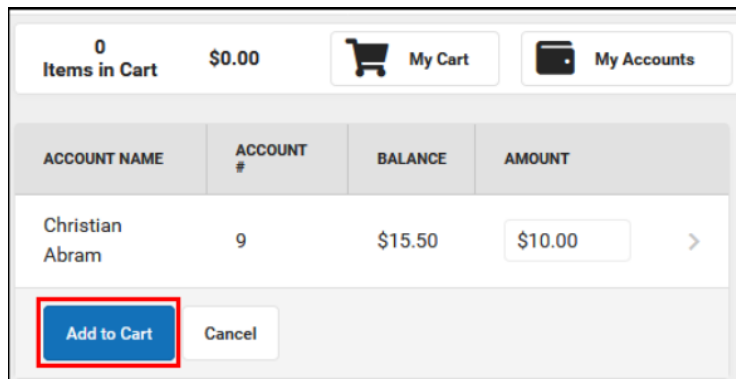 0 $0.00 My Cart My Accounts
Items in Cart
ACCOUNT NAME ACCOUNT # BALANCE AMOUNT
Christian
Abram 9 $15.50 $10.00
Add to Cart Cancel